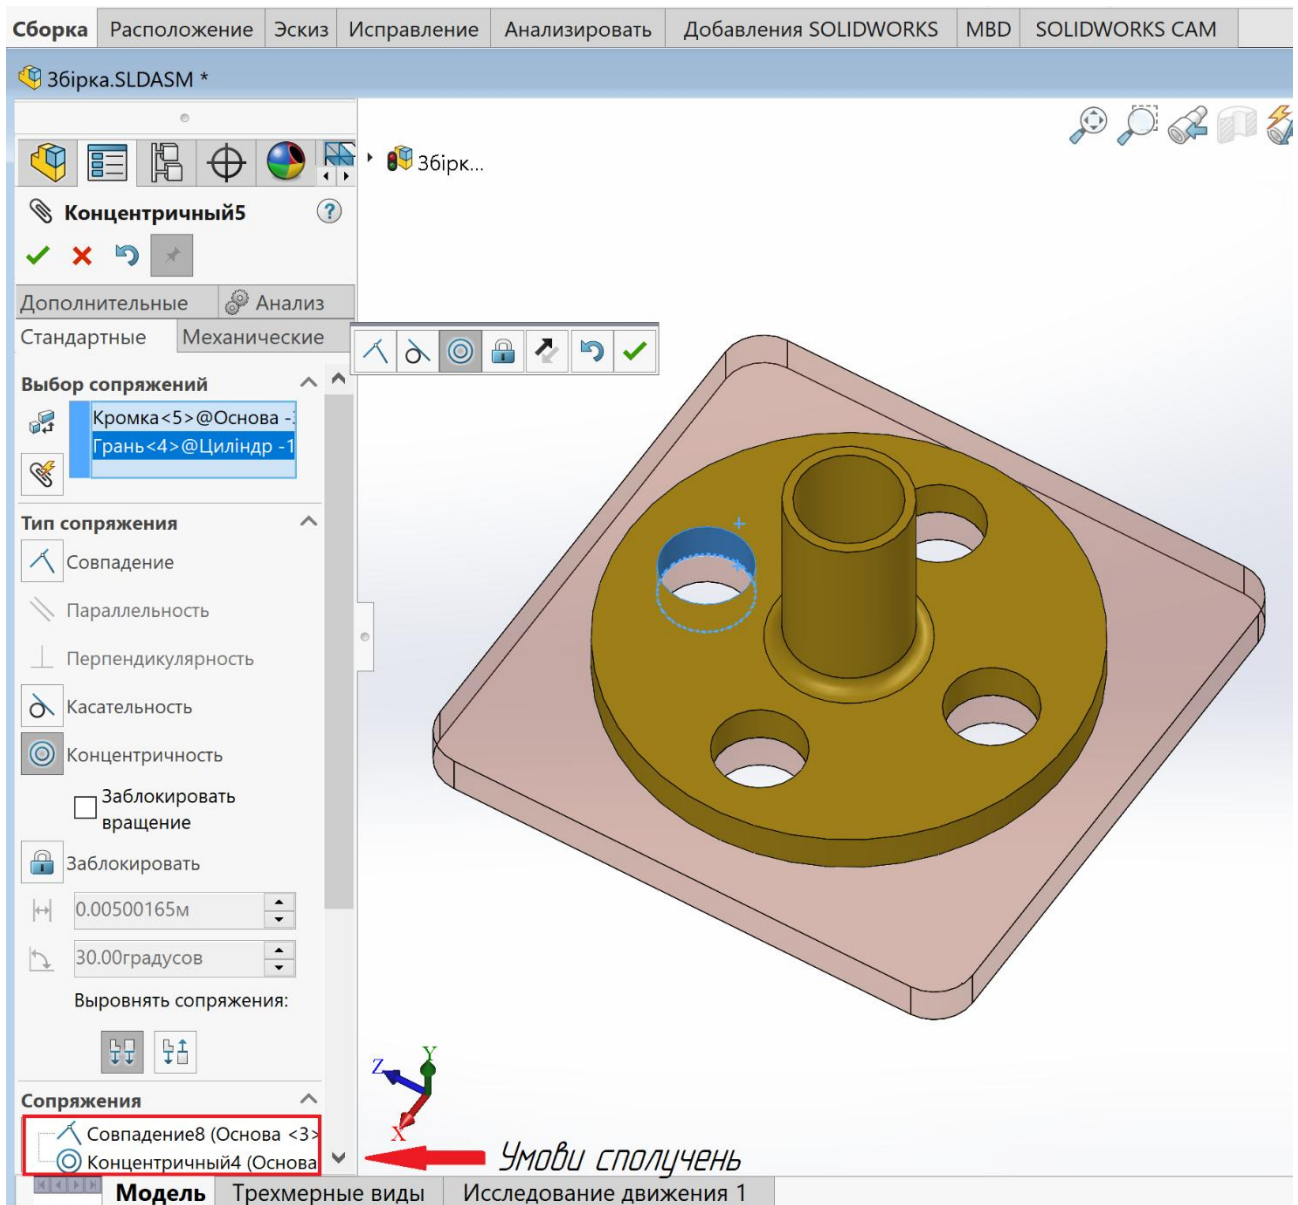 Сборка Расположение Эскиз Исправление Анализировать Добавления SOLIDWORKS MBD SOLIDWORKS CAM
Збірка.SLDASM *
Збірк...
Концентричный5
Дополнительные Анализ
Стандартные Механические
Выбор сопряжений
Кромка<5>@Основа -
Грань<4>@Циліндр -1
Тип сопряжения
Совпадение
Параллельность
Перпендикулярность
Касательность
Концентричность
Заблокировать
вращение
Заблокировать
0.00500165м
30.00градусов
Выровнять сопряжения:
Сопряжения
Совпадение8 (Основа <3>
Концентричный4 (Основа
Y
Z
X
Умови сполучень
Модель Трехмерные виды Исследование движения 1